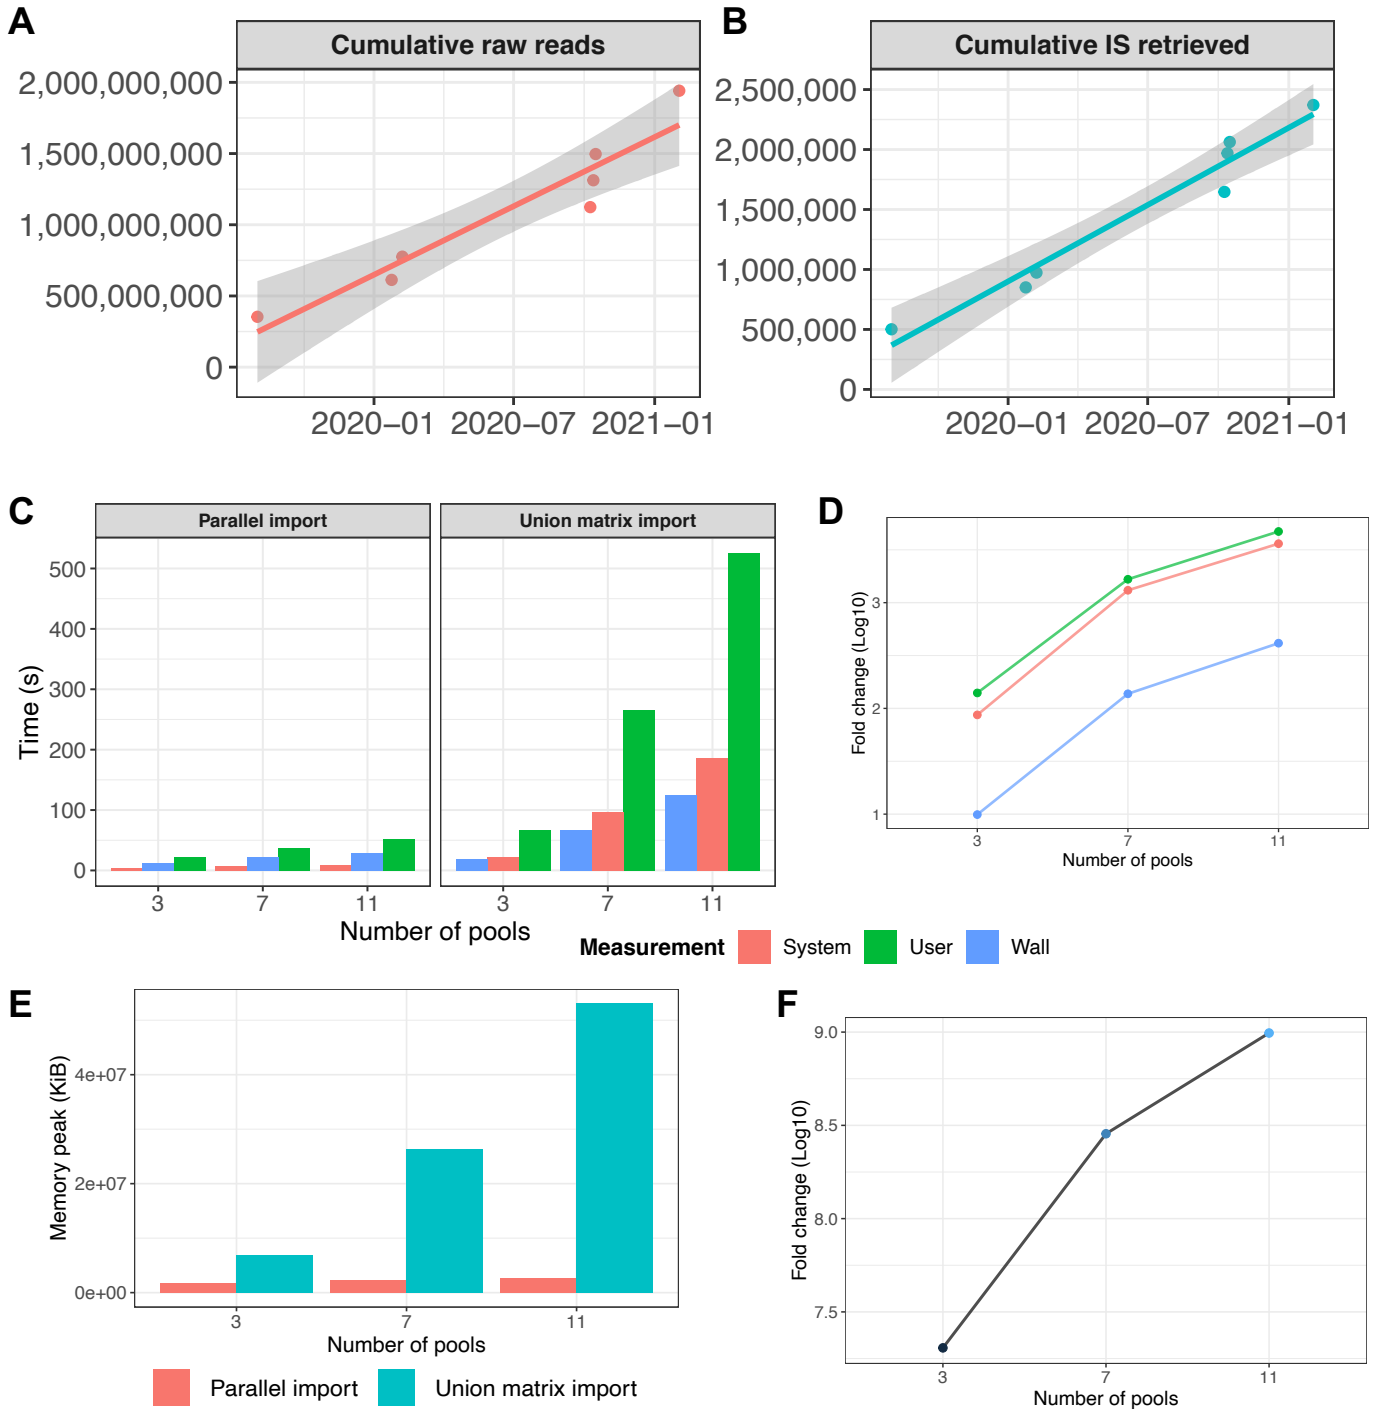 A
Cumulative raw reads
2,000,000,000
1,500,000,000
1,000,000,000
500,000,000
0
2020−01 2020−07 2021−01
B
Cumulative IS retrieved
2,500,000
2,000,000
1,500,000
1,000,000
500,000
0
2020−01 2020−07 2021−01
C
Parallel import Union matrix import
Time (s)
500
400
300
200
100
0
3 7 11 3 7 11
Number of pools
D
Fold change (Log10)
3
2
1
3 7 11
Number of pools
Measurement System User Wall
E
Memory peak (KiB)
4e+07
2e+07
0e+00
3 7 11
Number of pools
Parallel import Union matrix import
F
Fold change (Log10)
9.0
8.5
8.0
7.5
3 7 11
Number of pools